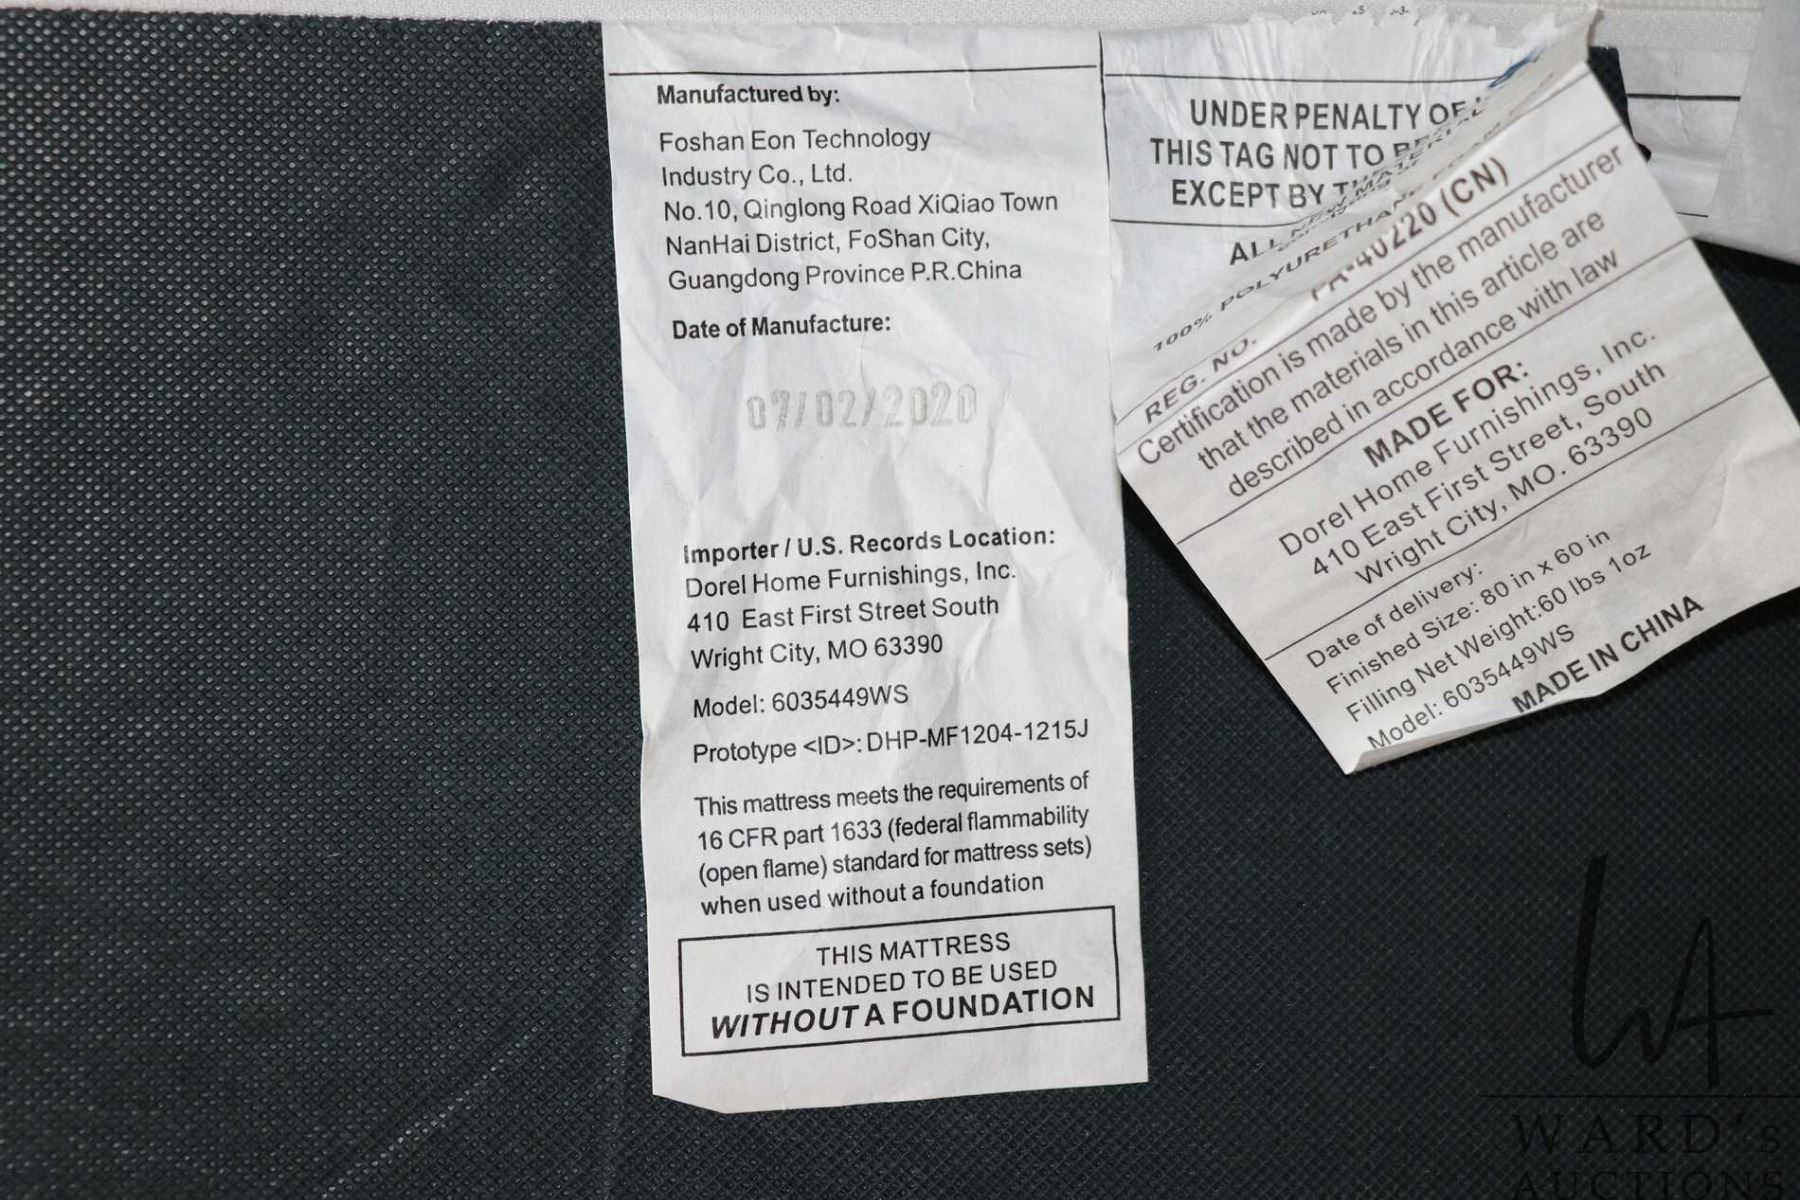 Manufactured by:
Foshan Eon Technology
Industry Co., Ltd.
No.10, Qinglong Road XiQiao Town
NanHai District, FoShan City,
Guangdong Province P.R.China
Date of Manufacture:
07/02/2020
Importer / U.S. Records Location:
Dorel Home Furnishings, Inc.
410 East First Street South
Wright City, MO 63390
Model: 6035449WS
Prototype <ID>: DHP-MF1204-1215J
This mattress meets the requirements of
16 CFR part 1633 (federal flammability
(open flame) standard for mattress sets)
when used without a foundation
THIS MATTRESS
IS INTENDED TO BE USED
WITHOUT A FOUNDATION
UNDER PENALTY OF
THIS TAG NOT TO
EXCEPT BY
ALL
100% POLYURETHANE
REG. NO. PA-40220 (CN)
Certification is made by the manufacturer
that the materials in this article are
described in accordance with law
MADE FOR:
Dorel Home Furnishings, Inc.
410 East First Street, South
Wright City, MO. 63390
Date of delivery:
Finished Size: 80 in x 60 in
Filling Net Weight:60 lbs 1oz
Model: 6035449WS
MADE IN CHINA
WA
WARD's
AUCTIONS